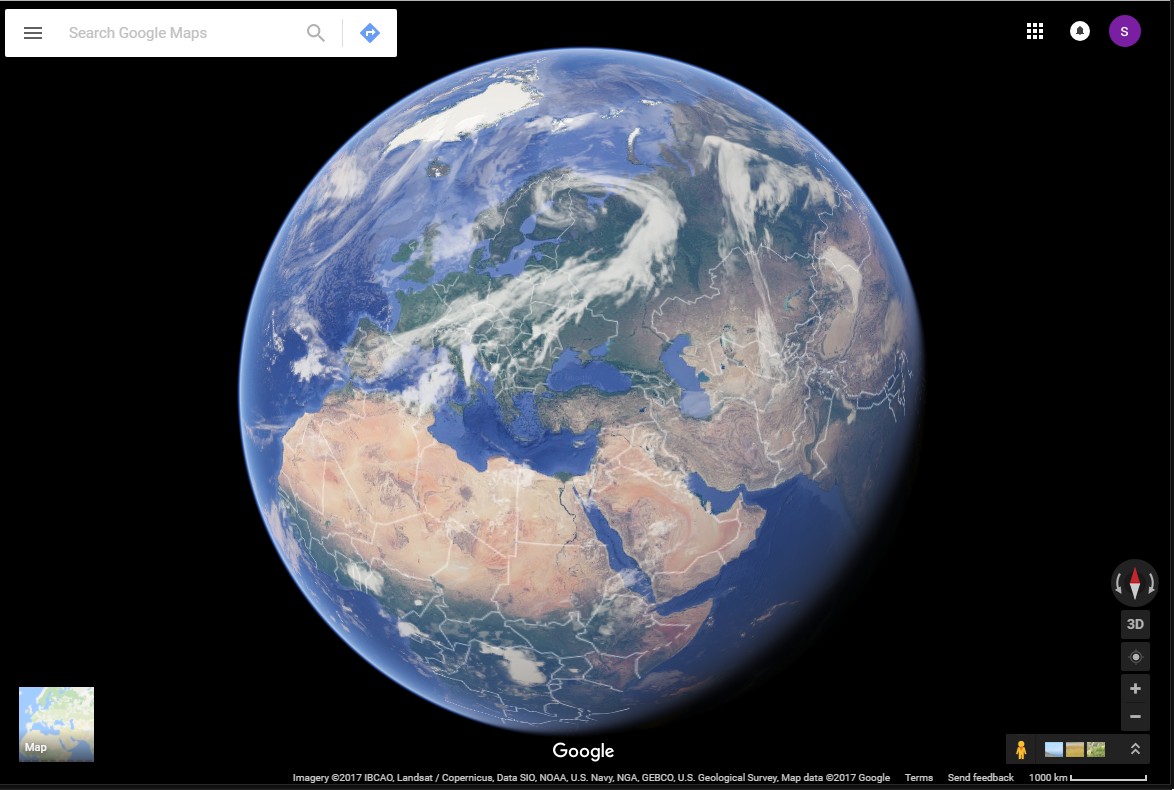 Search Google Maps
S
3D
Map
Google
Imagery ©2017 IBCAO, Landsat / Copernicus, Data SIO, NOAA, U.S. Navy, NGA, GEBCO, U.S. Geological Survey, Map data ©2017 Google Terms Send feedback 1000 km